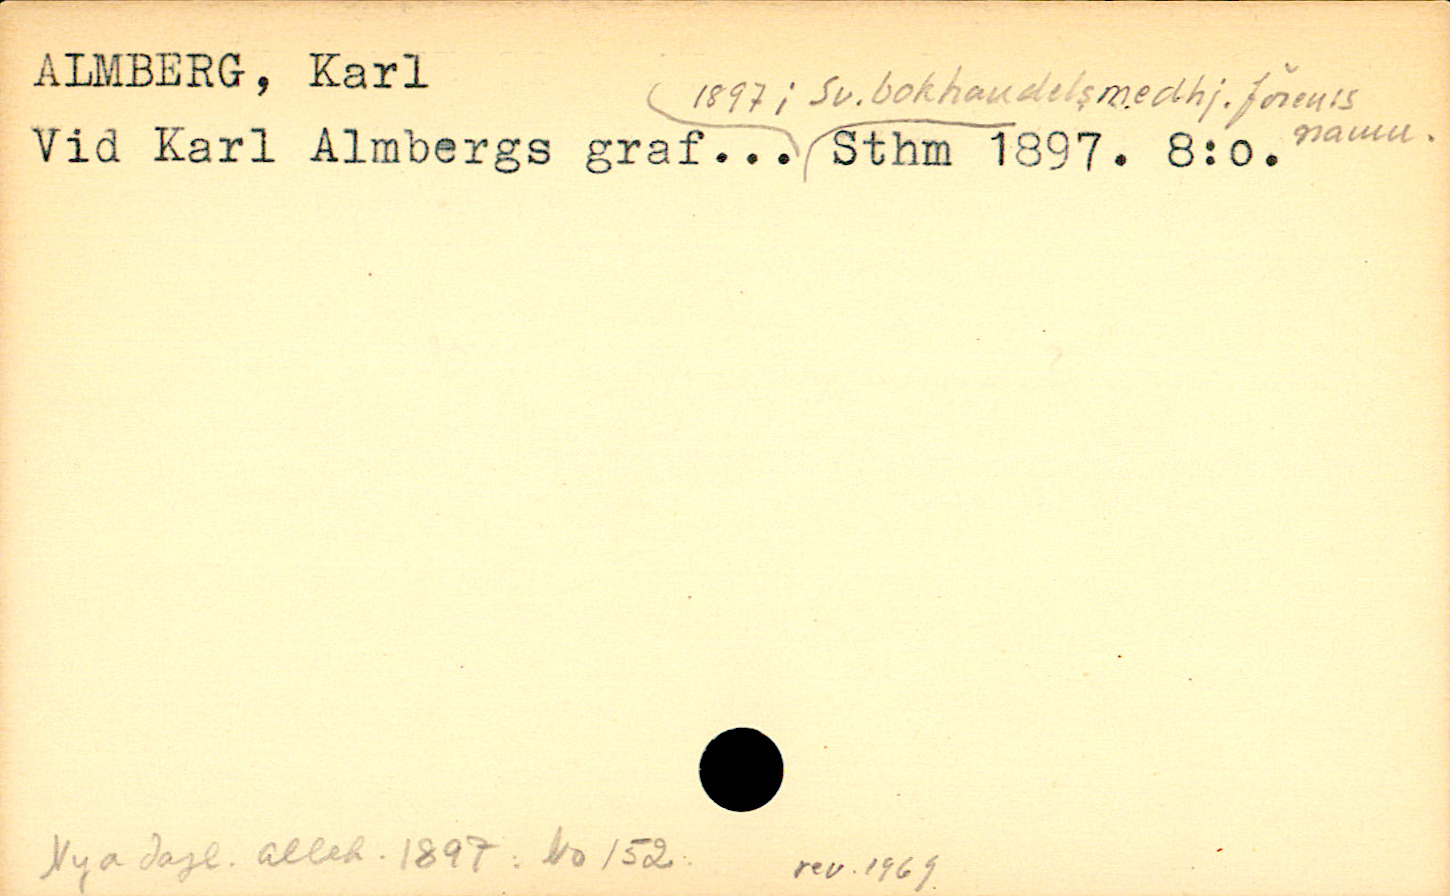 ALMBERG, Karl
1897 i Sv. bokhandelsmedhj. förenis
namn.
Vid Karl Almbergs graf... Sthm 1897. 8:o.
Nya dagl. alleh. 1897: No 152.
rev. 1969